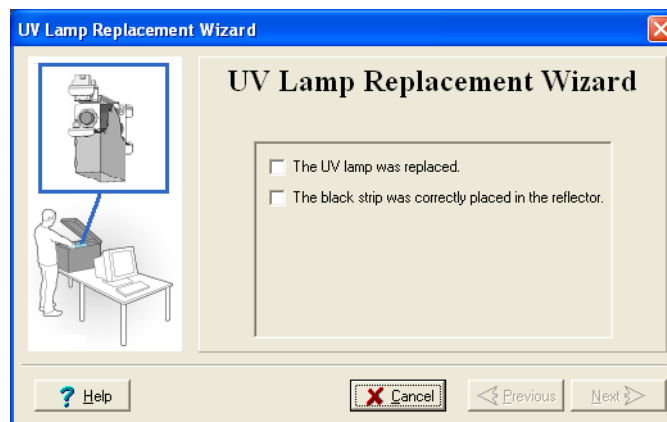 UV Lamp Replacement Wizard
UV Lamp Replacement Wizard
The UV lamp was replaced.
The black strip was correctly placed in the reflector.
? Help
Cancel
Previous
Next